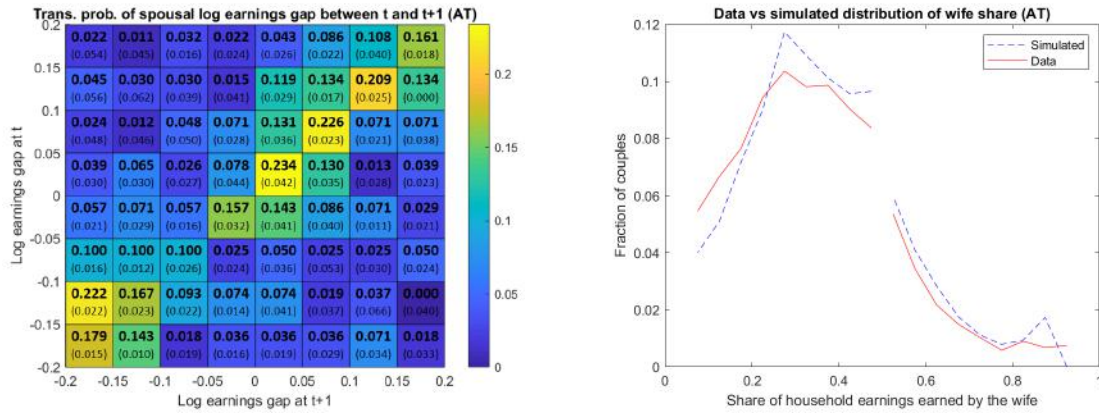 Trans. prob. of spousal log earnings gap between t and t+1 (AT)
0.2
0.022 0.011 0.032 0.022 0.043 0.086 0.108 0.161
(0.054) (0.045) (0.016) (0.024) (0.026) (0.022) (0.040) (0.018)
0.15
0.045 0.030 0.030 0.015 0.119 0.134 0.209 0.134
(0.056) (0.062) (0.039) (0.041) (0.029) (0.017) (0.025) (0.000)
0.1
0.024 0.012 0.048 0.071 0.131 0.226 0.071 0.071
(0.048) (0.046) (0.050) (0.028) (0.036) (0.023) (0.021) (0.038)
0.05
0.039 0.065 0.026 0.078 0.234 0.130 0.013 0.039
(0.030) (0.030) (0.027) (0.044) (0.042) (0.035) (0.028) (0.023)
0
0.057 0.071 0.057 0.157 0.143 0.086 0.071 0.029
(0.021) (0.029) (0.016) (0.032) (0.041) (0.040) (0.011) (0.021)
-0.05
0.100 0.100 0.100 0.025 0.050 0.025 0.025 0.050
(0.016) (0.012) (0.026) (0.024) (0.036) (0.053) (0.030) (0.024)
-0.1
0.222 0.167 0.093 0.074 0.074 0.019 0.037 0.000
(0.022) (0.023) (0.022) (0.014) (0.041) (0.037) (0.066) (0.040)
-0.15
0.179 0.143 0.018 0.036 0.036 0.036 0.071 0.018
(0.015) (0.010) (0.019) (0.016) (0.019) (0.029) (0.034) (0.033)
-0.2
-0.2 -0.15 -0.1 -0.05 0 0.05 0.1 0.15 0.2
Log earnings gap at t+1
Log earnings gap at t
0.2
0.15
0.1
0.05
0
Data vs simulated distribution of wife share (AT)
Simulated
Data
0.12
0.1
0.08
0.06
0.04
0.02
0
0 0.2 0.4 0.6 0.8 1
Share of household earnings earned by the wife
Fraction of couples